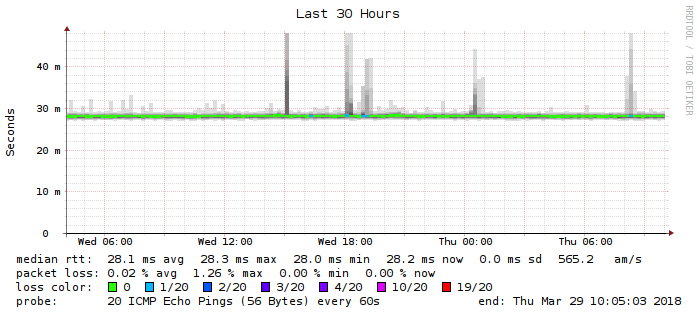 Last 30 Hours
RRDTOOL / TOBI OETIKER
Seconds
40 m
30 m
20 m
10 m
0
Wed 06:00 Wed 12:00 Wed 18:00 Thu 00:00 Thu 06:00
median rtt: 28.1 ms avg 28.3 ms max 28.0 ms min 28.2 ms now 0.0 ms sd 565.2 am/s
packet loss: 0.02 % avg 1.26 % max 0.00 % min 0.00 % now
loss color: 0 1/20 2/20 3/20 4/20 10/20 19/20
probe: 20 ICMP Echo Pings (56 Bytes) every 60s end: Thu Mar 29 10:05:03 2018